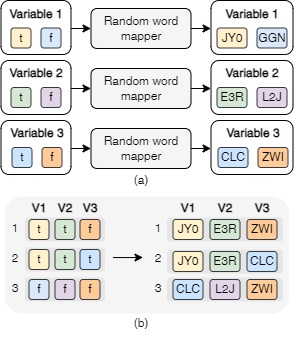 Variable 1
t f
Random word
mapper
Variable 1
JY0 GGN
Variable 2
t f
Random word
mapper
Variable 2
E3R L2J
Variable 3
t f
Random word
mapper
Variable 3
CLC ZWI
(a)
V1 V2 V3
1 t t f
2 t t t
3 f f f
V1 V2 V3
1 JY0 E3R ZWI
2 JY0 E3R CLC
3 CLC L2J ZWI
(b)